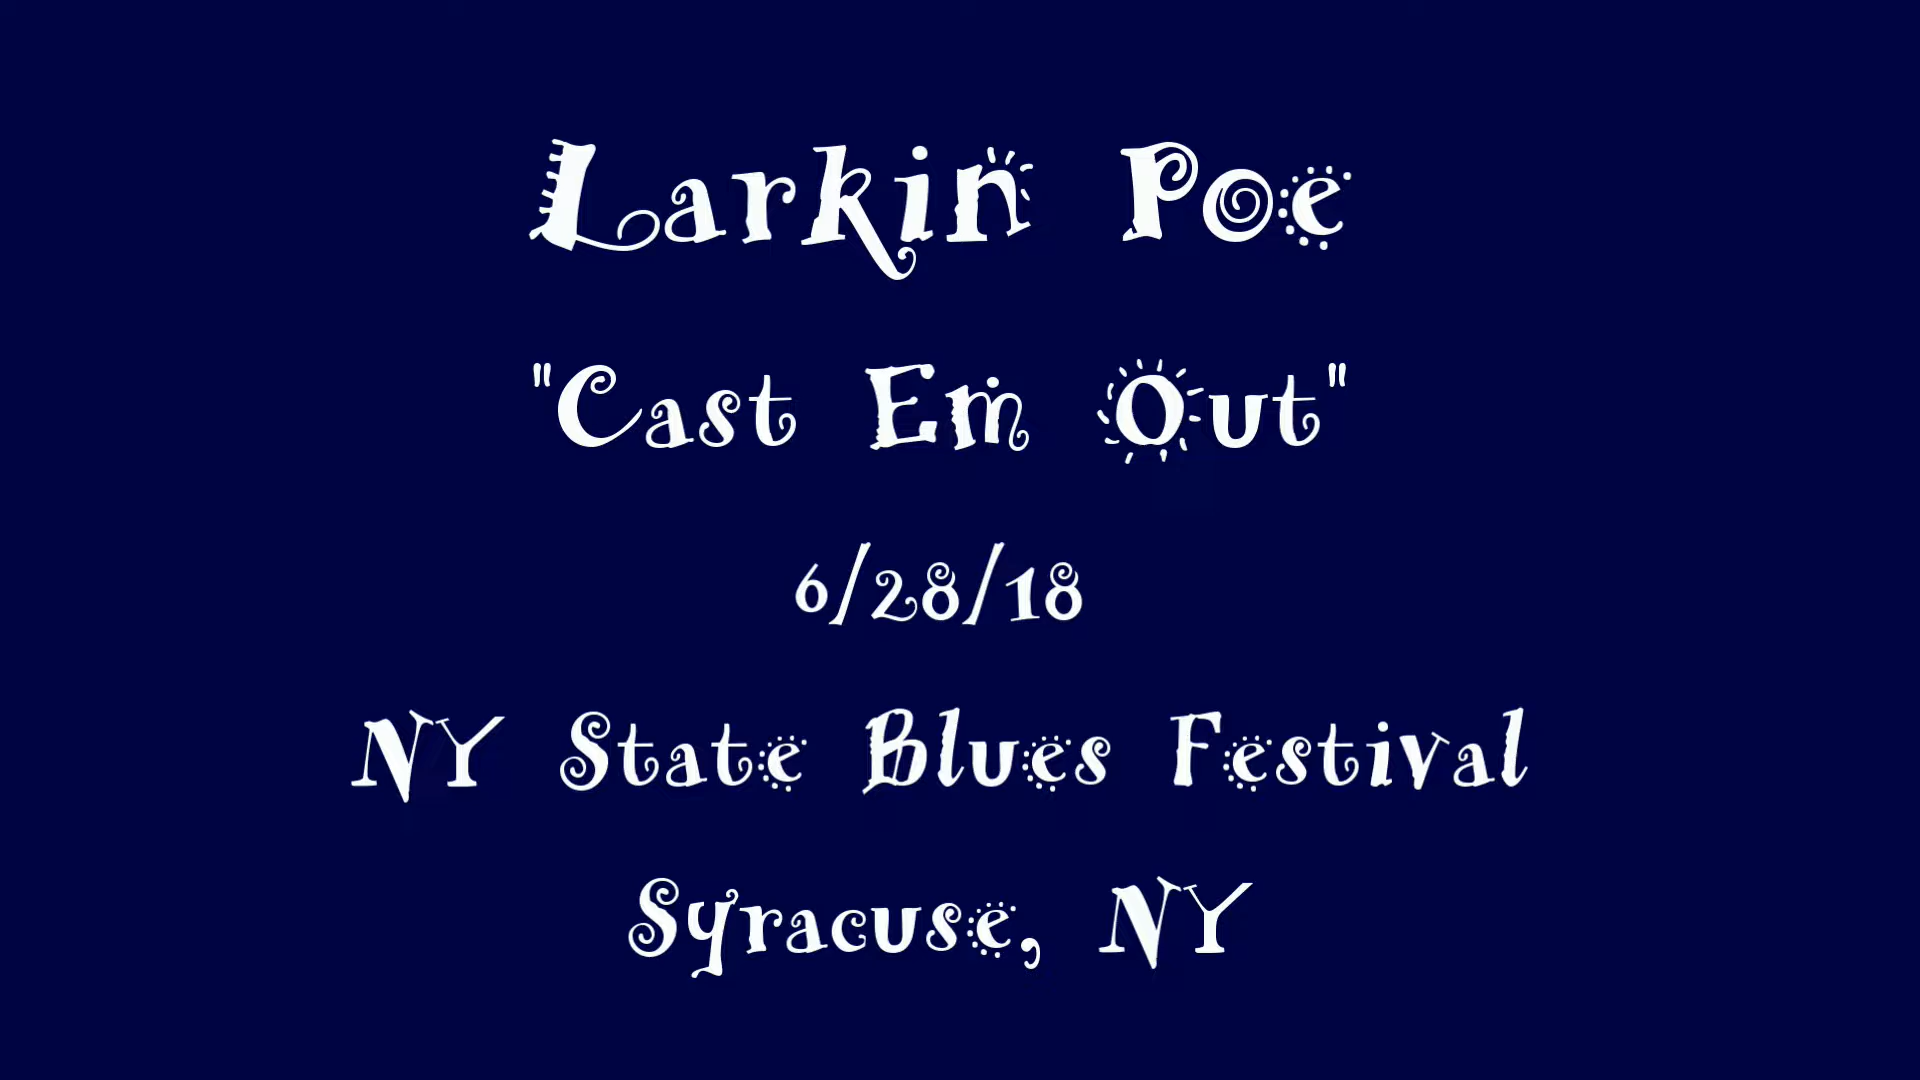 Larkin Poe
"Cast Em Out"
6/28/18
NY State Blues Festival
Syracuse, NY